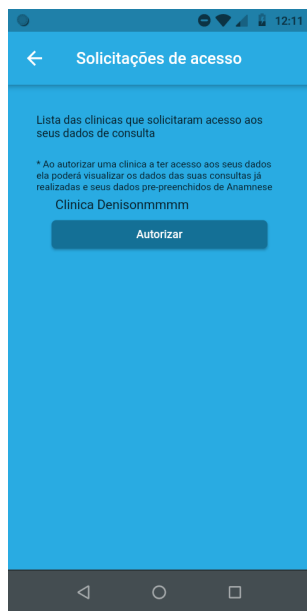 12:11
Solicitações de acesso
Lista das clinicas que solicitaram acesso aos
seus dados de consulta
* Ao autorizar uma clinica a ter acesso aos seus dados
ela poderá visualizar os dados das suas consultas já
realizadas e seus dados pre-preenchidos de Anamnese
Clinica Denisonmmmm
Autorizar